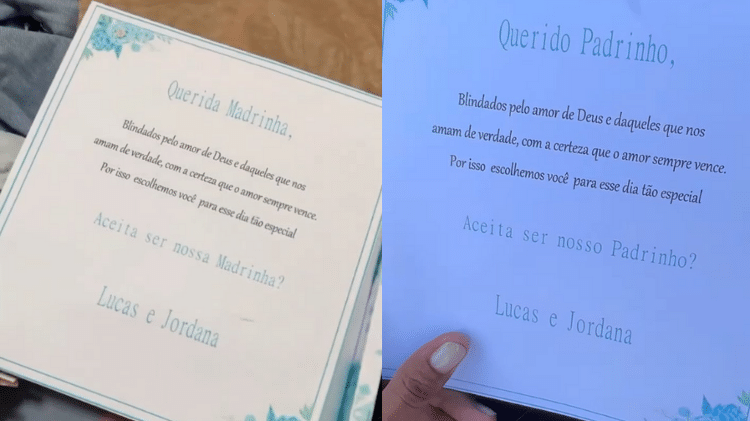 Querida Madrinha,
Blindados pelo amor de Deus e daqueles que nos
amam de verdade, com a certeza que o amor sempre vence.
Por isso escolhemos você para esse dia tão especial
Aceita ser nossa Madrinha?
Lucas e Jordana
Querido Padrinho,
Blindados pelo amor de Deus e daqueles que nos
amam de verdade, com a certeza que o amor sempre vence.
Por isso escolhemos você para esse dia tão especial
Aceita ser nosso Padrinho?
Lucas e Jordana